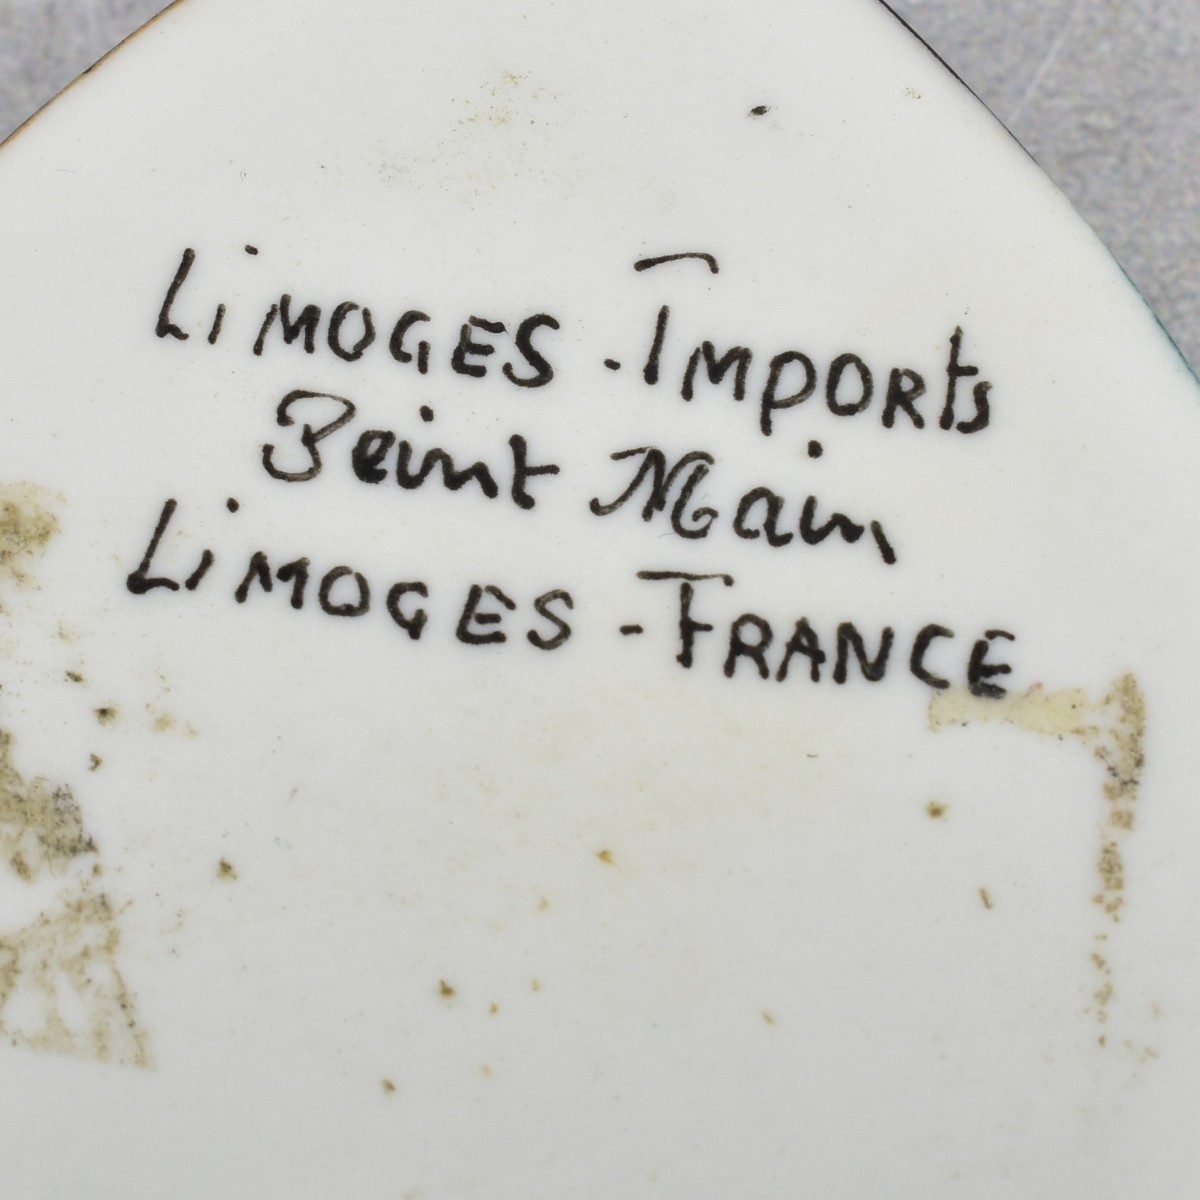 LiMOGES - IMPORts
Peint Main
LiMOGES - FRANCE